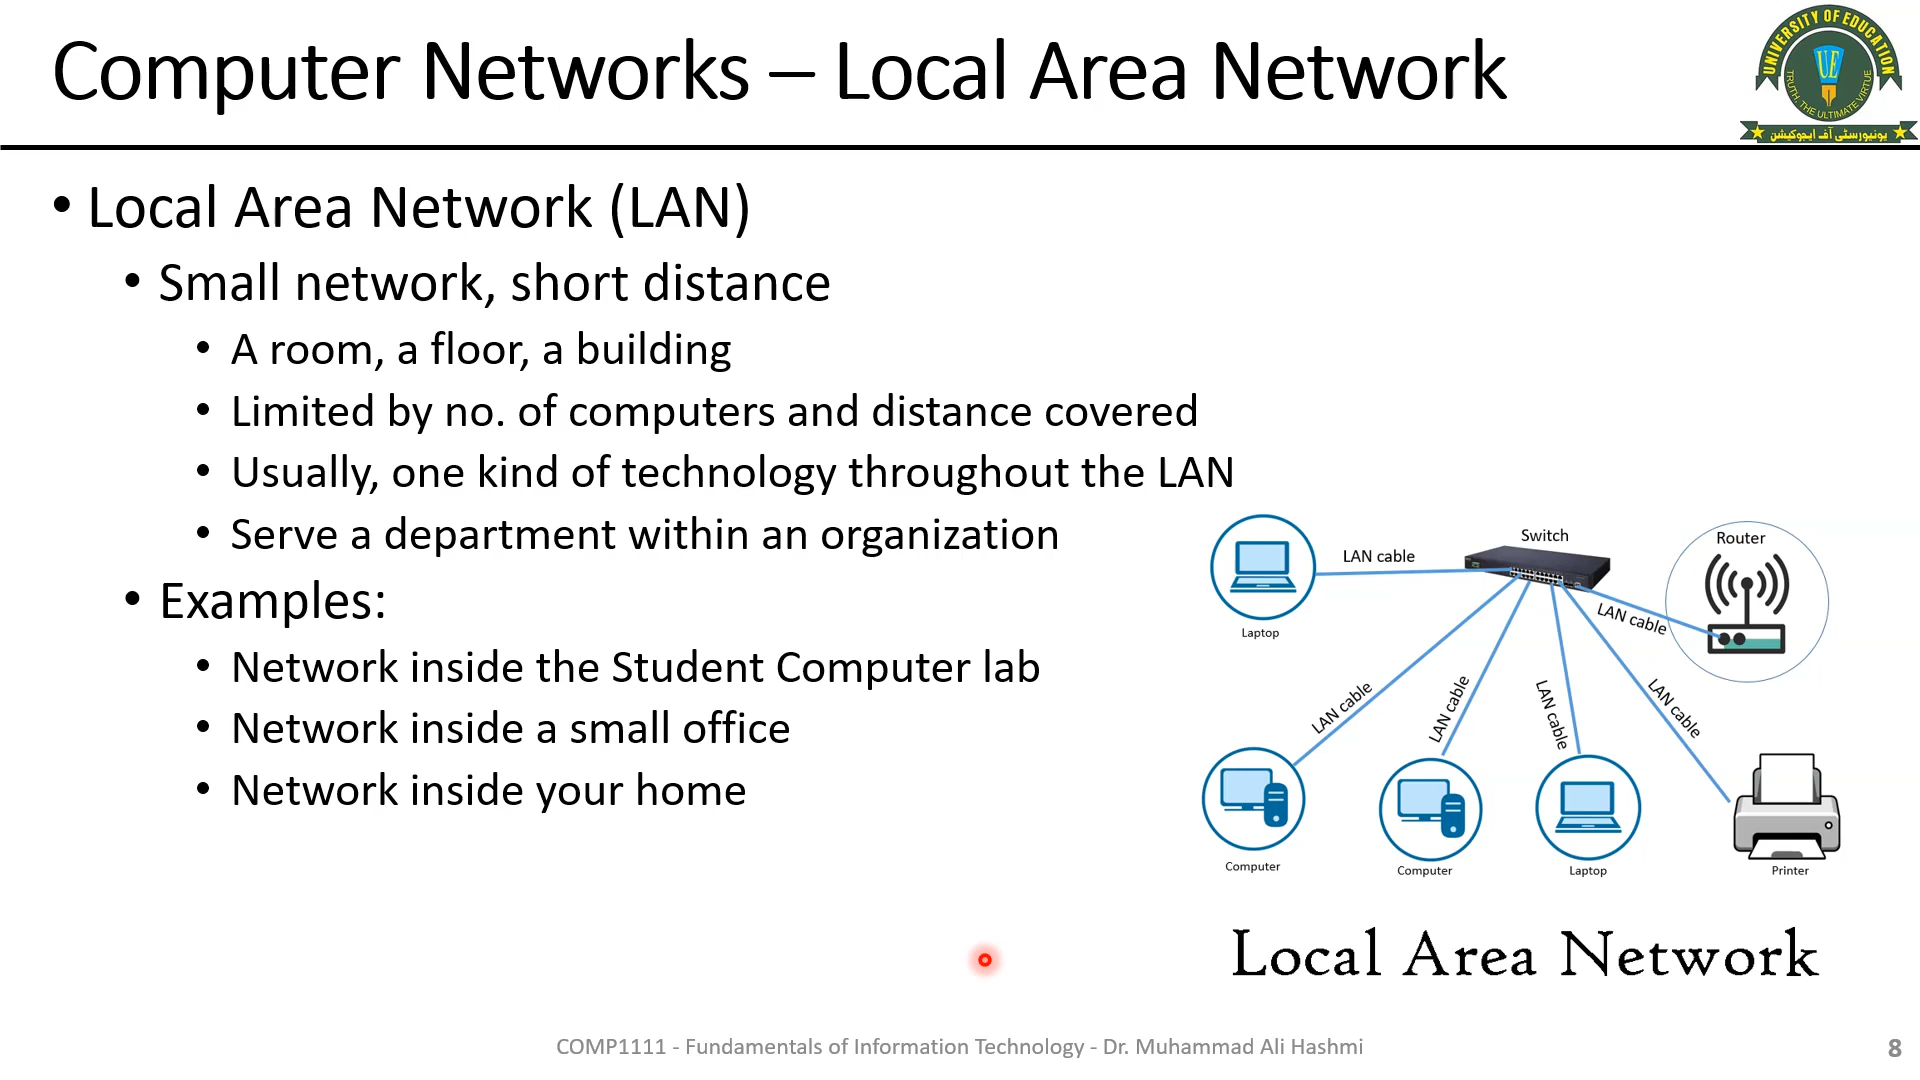 Computer Networks – Local Area Network
UNIVERSITY OF EDUCATION
UE
TRUTH, THE ULTIMATE VIRTUE
یونیورسٹی آف ایجوکیشن
• Local Area Network (LAN)
• Small network, short distance
• A room, a floor, a building
• Limited by no. of computers and distance covered
• Usually, one kind of technology throughout the LAN
• Serve a department within an organization
• Examples:
• Network inside the Student Computer lab
• Network inside a small office
• Network inside your home
Switch
Router
LAN cable
LAN cable
Laptop
LAN cable
LAN cable
LAN cable
LAN cable
Computer
Computer
Laptop
Printer
Local Area Network
COMP1111 - Fundamentals of Information Technology - Dr. Muhammad Ali Hashmi
8